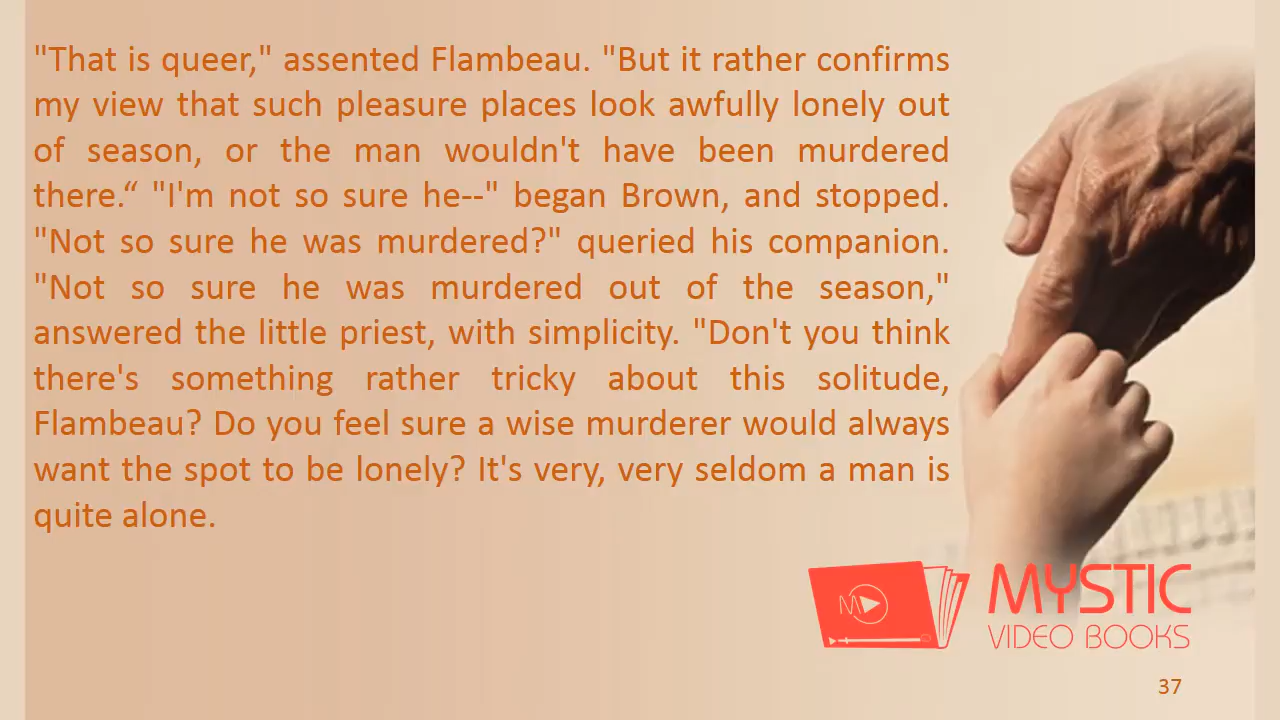 "That is queer," assented Flambeau. "But it rather confirms
my view that such pleasure places look awfully lonely out
of season, or the man wouldn't have been murdered
there.“ "I'm not so sure he--" began Brown, and stopped.
"Not so sure he was murdered?" queried his companion.
"Not so sure he was murdered out of the season,"
answered the little priest, with simplicity. "Don't you think
there's something rather tricky about this solitude,
Flambeau? Do you feel sure a wise murderer would always
want the spot to be lonely? It's very, very seldom a man is
quite alone.
M
MYSTIC
VIDEO BOOKS
37